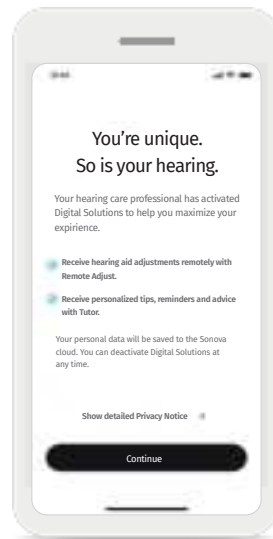 You're unique.
So is your hearing.
Your hearing care professional has activated
Digital Solutions to help you maximize your
expirience.
Receive hearing aid adjustments remotely with
Remote Adjust.
Receive personalized tips, reminders and advice
with Tutor.
Your personal data will be saved to the Sonova
cloud. You can deactivate Digital Solutions at
any time.
Show detailed Privacy Notice
Continue